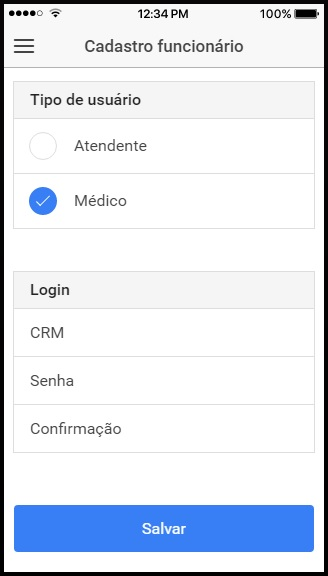 12:34 PM 100%
Cadastro funcionário
Tipo de usuário
Atendente
Médico
Login
CRM
Senha
Confirmação
Salvar